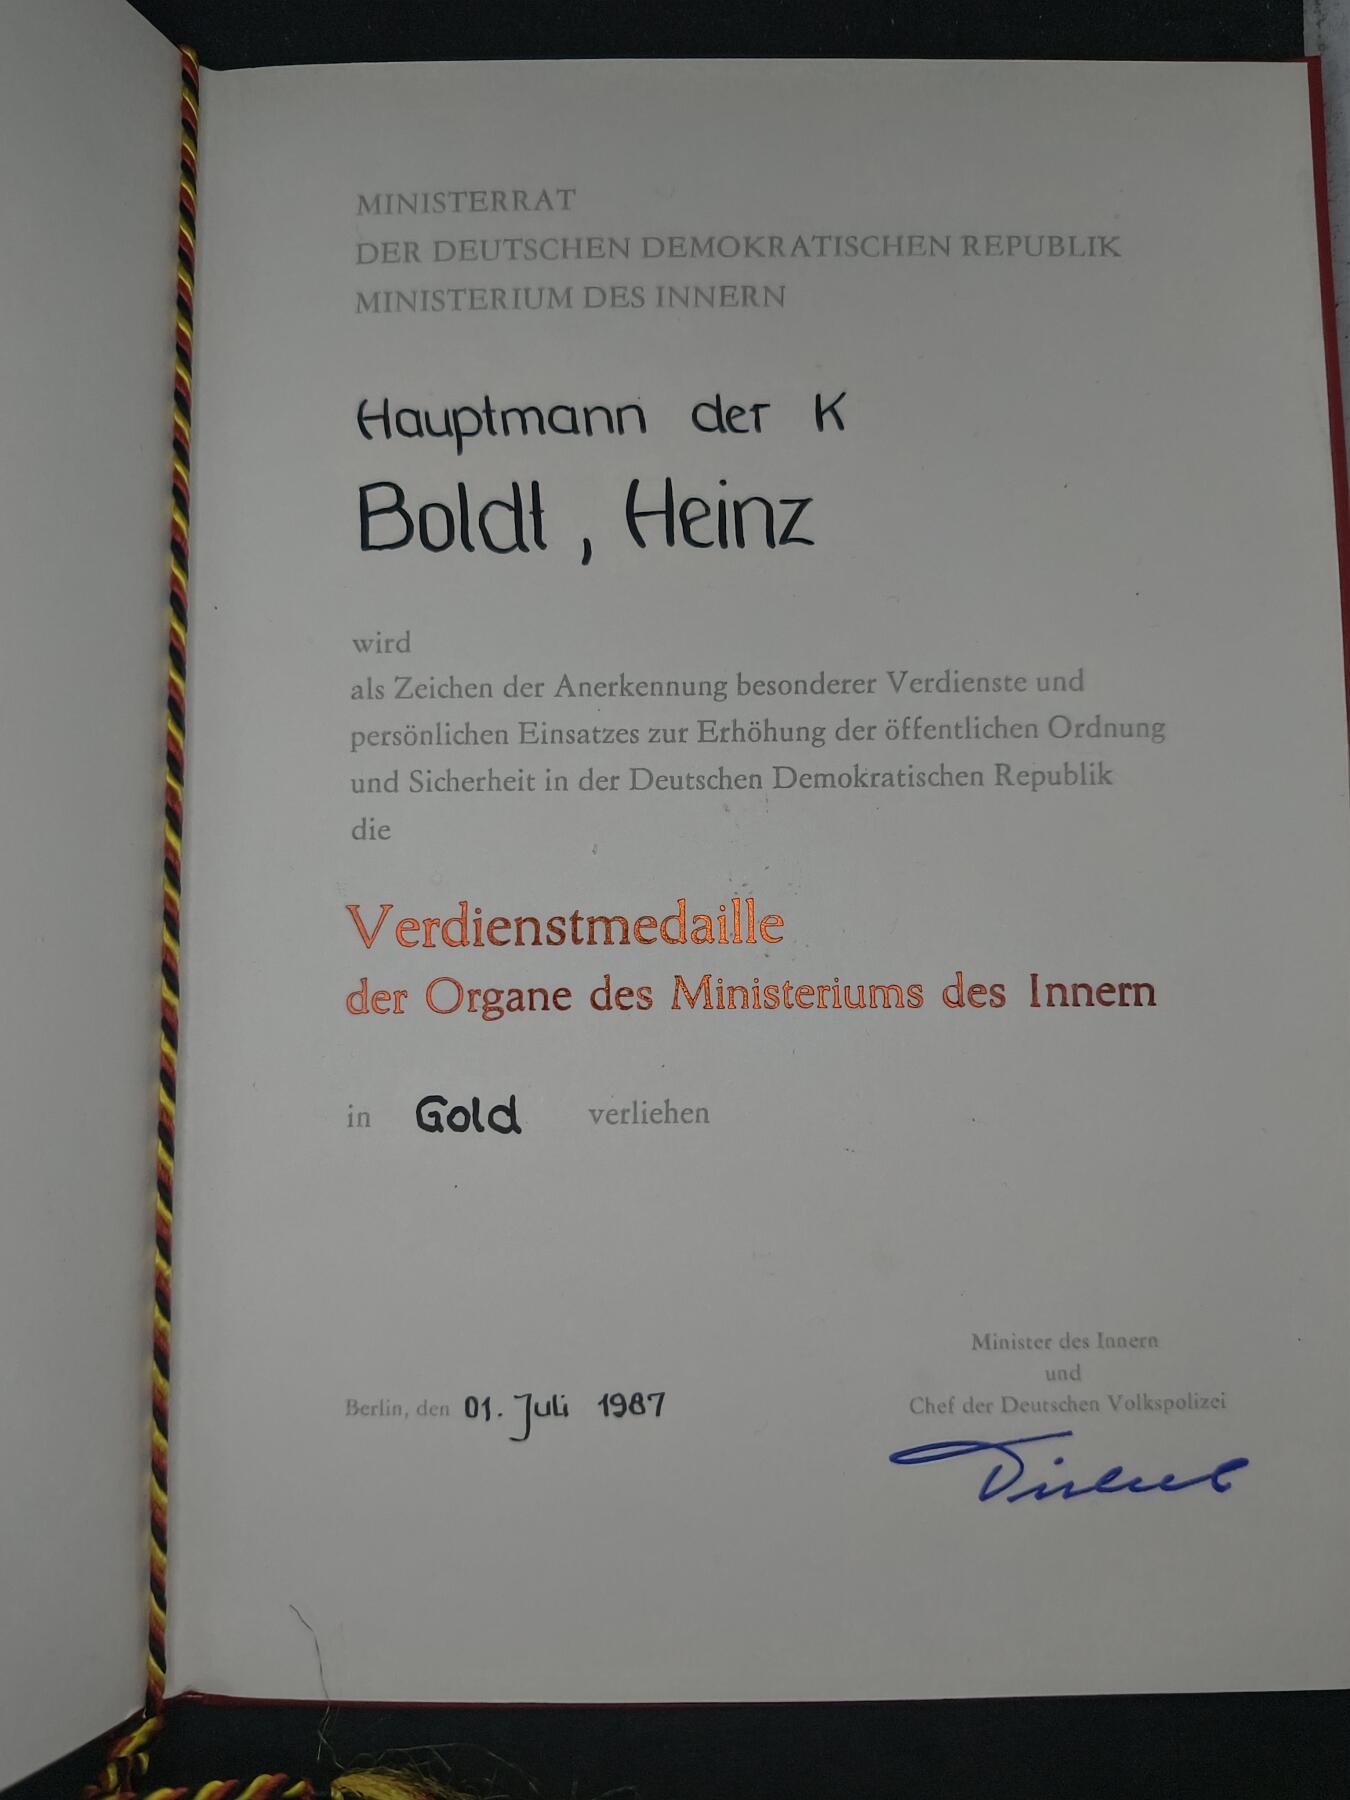 MINISTERRAT
DER DEUTSCHEN DEMOKRATISCHEN REPUBLIK
MINISTERIUM DES INNERN
Hauptmann der K
Boldt, Heinz
wird
als Zeichen der Anerkennung besonderer Verdienste und
persönlichen Einsatzes zur Erhöhung der öffentlichen Ordnung
und Sicherheit in der Deutschen Demokratischen Republik
die
Verdienstmedaille
der Organe des Ministeriums des Innern
in Gold verliehen
Minister des Innern
und
Chef der Deutschen Volkspolizei
Berlin, den 01. Juli 1987